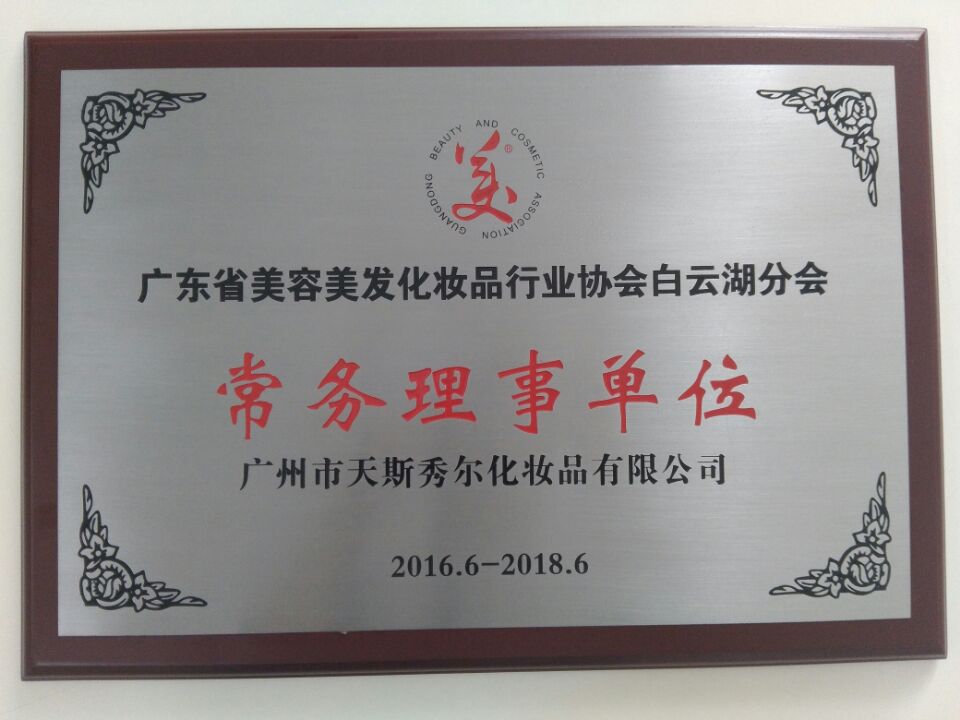 GUANGDONG BEAUTY AND COSMETIC ASSOCIATION
美®
广东省美容美发化妆品行业协会白云湖分会
常务理事单位
广州市天斯秀尔化妆品有限公司
2016.6-2018.6